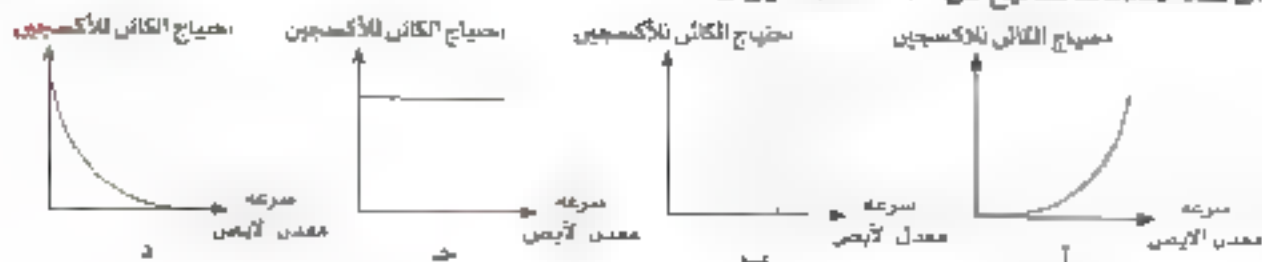 احتياج الكائن للأكسجين
احتياج الكائن للأكسجين
احتياج الكائن للأكسجين
احتياج الكائن للأكسجين
سرعة
معدل الأيض
سرعة
معدل الأيض
سرعة
معدل الأيض
سرعة
معدل الأيض
أ
ب
ج
د